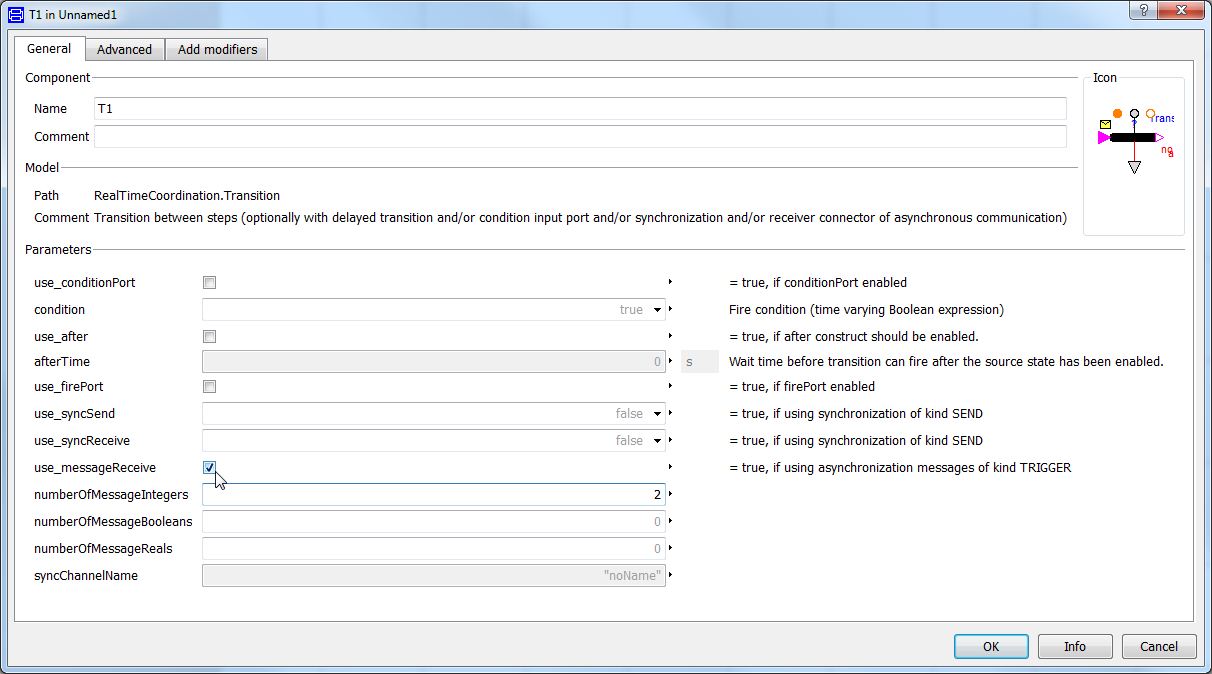 T1 in Unnamed1
?
General Advanced Add modifiers
Component
Icon
Name T1
Comment
Trans
?
no
a
Model
Path RealTimeCoordination.Transition
Comment Transition between steps (optionally with delayed transition and/or condition input port and/or synchronization and/or receiver connector of asynchronous communication)
Parameters
use_conditionPort = true, if conditionPort enabled
condition true Fire condition (time varying Boolean expression)
use_after = true, if after construct should be enabled.
afterTime 0 s Wait time before transition can fire after the source state has been enabled.
use_firePort = true, if firePort enabled
use_syncSend false = true, if using synchronization of kind SEND
use_syncReceive false = true, if using synchronization of kind SEND
use_messageReceive = true, if using asynchronization messages of kind TRIGGER
numberOfMessageIntegers 2
numberOfMessageBooleans 0
numberOfMessageReals 0
syncChannelName "noName"
OK Info Cancel